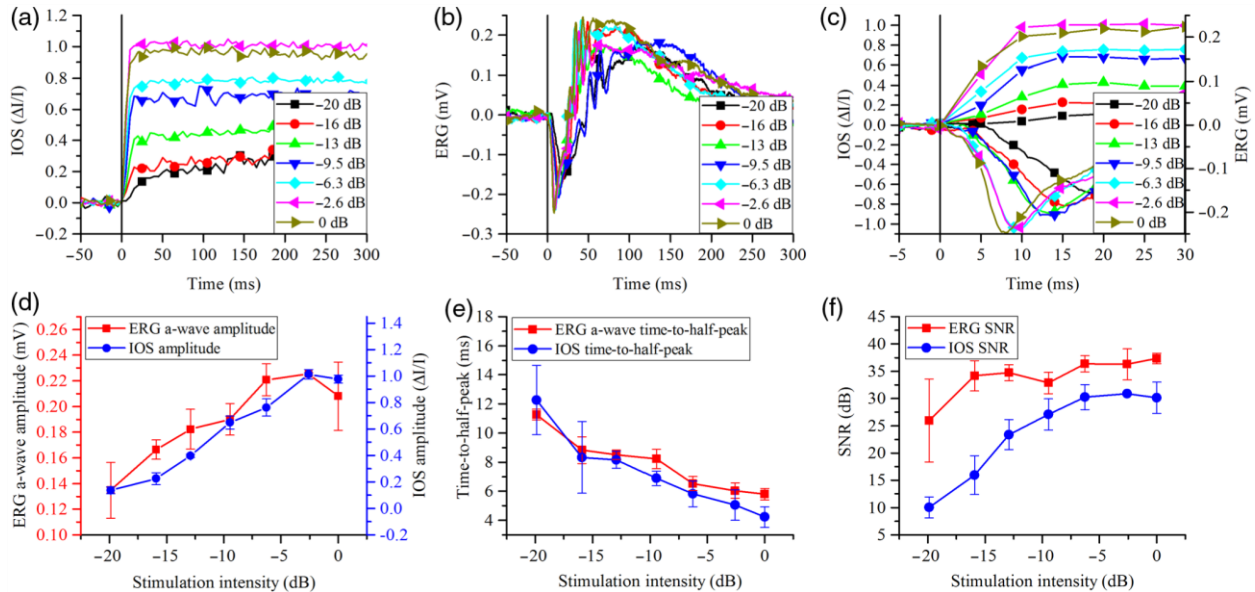 (a)
1.2
1.0
0.8
0.6
0.4
0.2
0.0
−0.2
IOS (ΔI/I)
−50 0 50 100 150 200 250 300
Time (ms)
−20 dB
−16 dB
−13 dB
−9.5 dB
−6.3 dB
−2.6 dB
0 dB
(b)
0.2
0.1
0.0
−0.1
−0.2
−0.3
ERG (mV)
−50 0 50 100 150 200 250 300
Time (ms)
−20 dB
−16 dB
−13 dB
−9.5 dB
−6.3 dB
−2.6 dB
0 dB
(c)
1.0
0.8
0.6
0.4
0.2
0.0
−0.2
−0.4
−0.6
−0.8
−1.0
IOS (ΔI/I)
0.2
0.1
0.0
−0.1
−0.2
ERG (mV)
−5 0 5 10 15 20 25 30
Time (ms)
−20 dB
−16 dB
−13 dB
−9.5 dB
−6.3 dB
−2.6 dB
0 dB
(d)
0.26
0.24
0.22
0.20
0.18
0.16
0.14
0.12
0.10
ERG a-wave amplitude (mV)
ERG a-wave amplitude
IOS amplitude
1.4
1.2
1.0
0.8
0.6
0.4
0.2
0.0
−0.2
IOS amplitude (ΔI/I)
−20 −15 −10 −5 0
Stimulation intensity (dB)
(e)
18
16
14
12
10
8
6
4
Time-to-half-peak (ms)
ERG a-wave time-to-half-peak
IOS time-to-half-peak
−20 −15 −10 −5 0
Stimulation intensity (dB)
(f)
45
40
35
30
25
20
15
10
5
SNR (dB)
ERG SNR
IOS SNR
−20 −15 −10 −5 0
Stimulation intensity (dB)